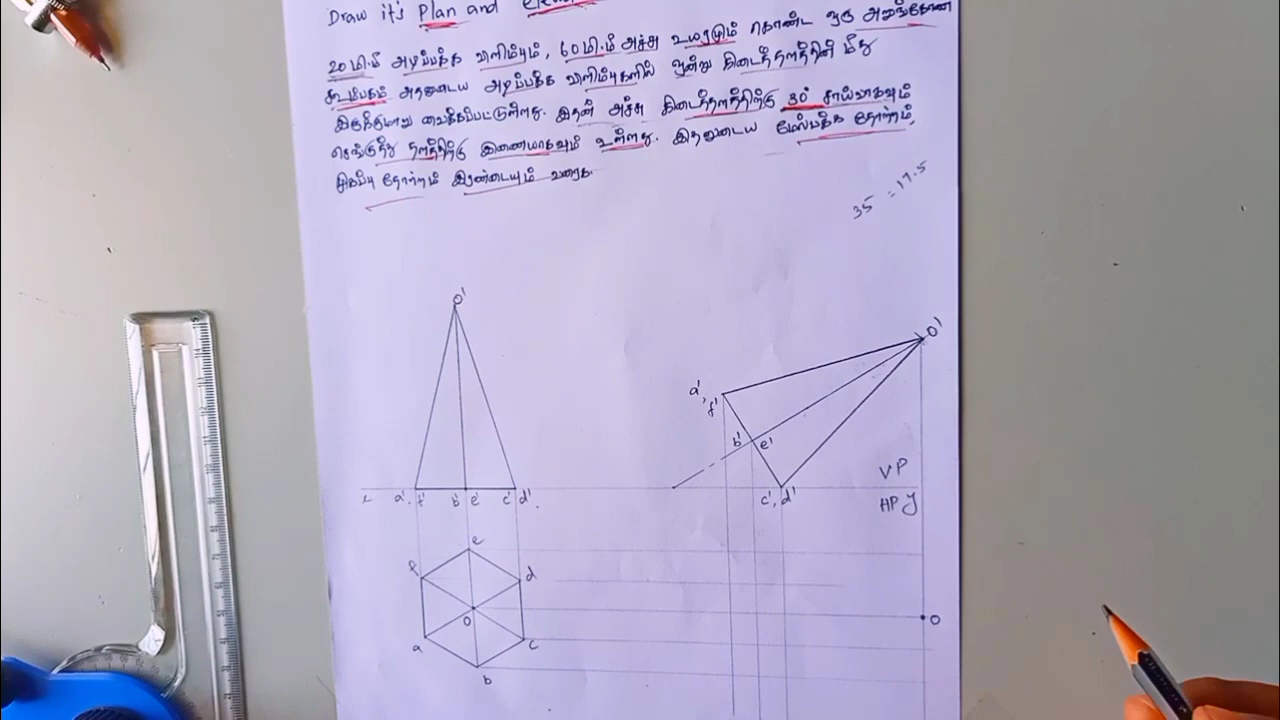 Draw it's Plan and
20 மி.மீ அடிப்பக்க விளிம்பும், 60 மி.மீ அச்சு உயரமும் கொண்ட ஒரு அறுங்கோண
கூம்பகம் அதனுடைய அடிப்பக்க விளிம்புகளில் ஒன்று கிடைத்தளத்தின் மீது
இருக்குமாறு வைக்கப்பட்டுள்ளது. இதன் அச்சு கிடைத்தளத்திற்கு 30° சாய்வாகவும்
செங்குத்து தளத்திற்கு இணையாகவும் உள்ளது. இதனுடைய மேல்பக்க தோற்றம்,
முகப்பு தோற்றம் இரண்டையும் வரைக.
35 = 17.5
o'
o'
a', f'
b' e'
VP
x a', f' b' e' c' d'.
c', d'
HP y
e
f d
o
o
a c
b